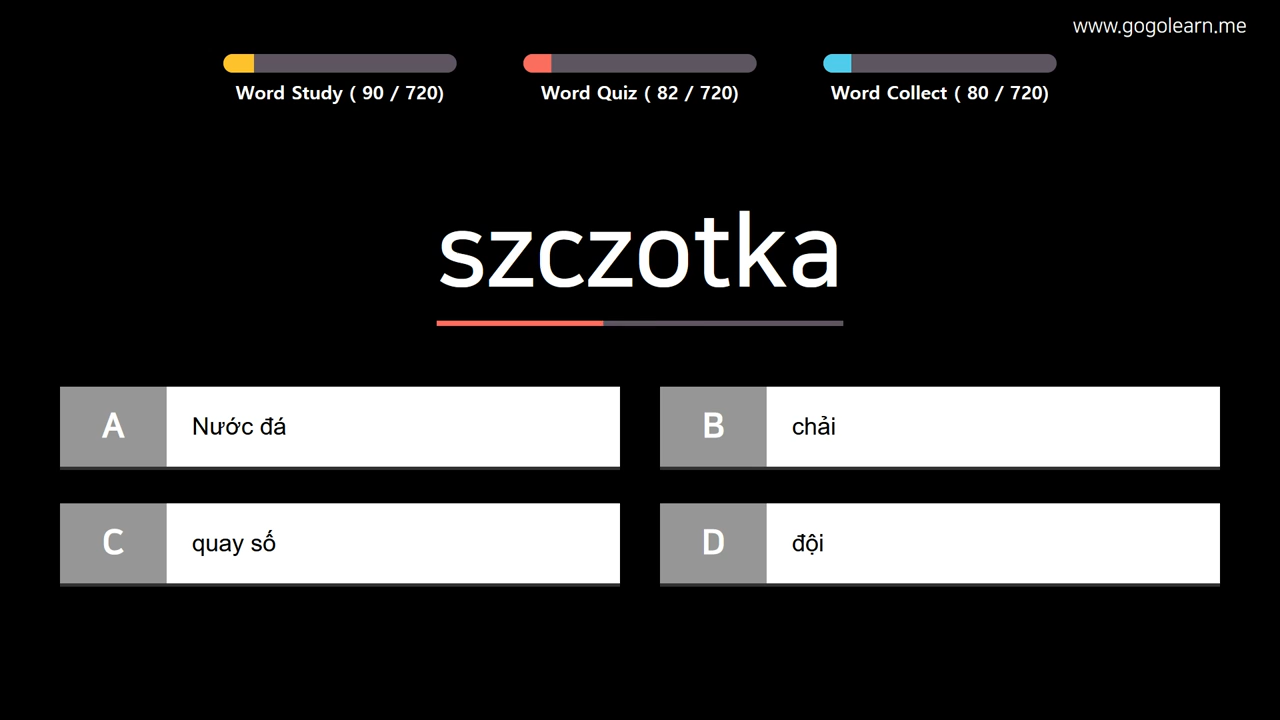 www.gogolearn.me
Word Study ( 90 / 720)
Word Quiz ( 82 / 720)
Word Collect ( 80 / 720)
szczotka
A
Nước đá
B
chải
C
quay số
D
đội